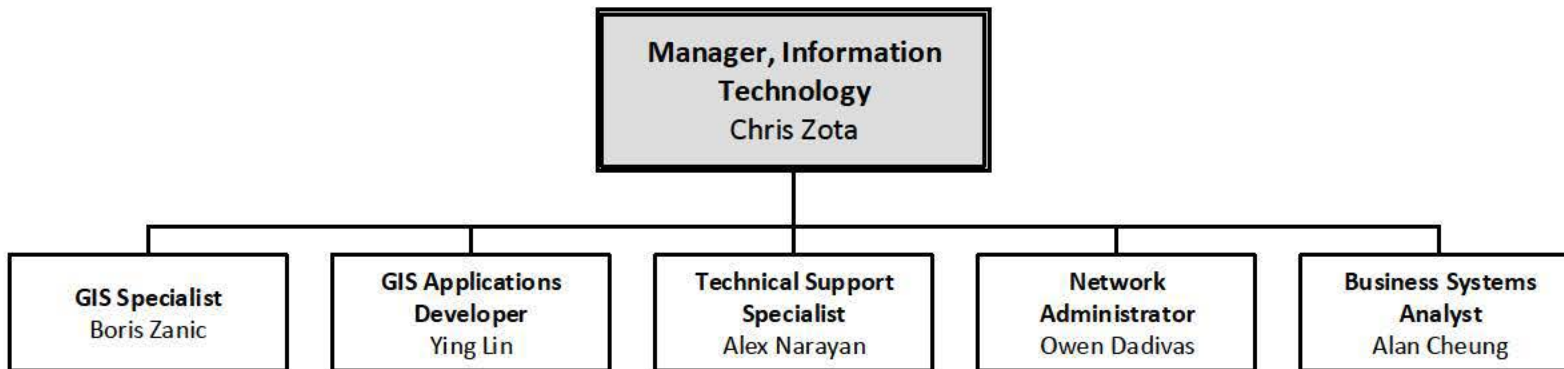 Manager, Information
Technology
Chris Zota
GIS Specialist
Boris Zanic
GIS Applications
Developer
Ying Lin
Technical Support
Specialist
Alex Narayan
Network
Administrator
Owen Dadivas
Business Systems
Analyst
Alan Cheung